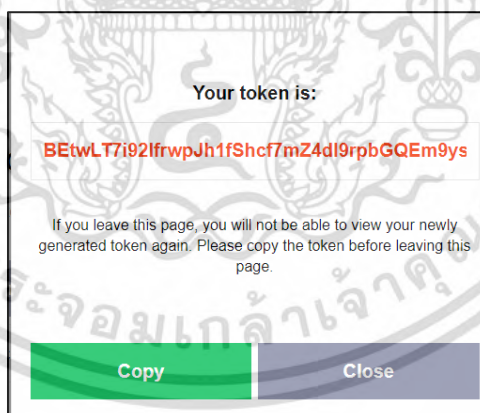 Your token is:
BEtwLT7i92IfrwpJh1fShcf7mZ4dI9rpbGQEm9ys
If you leave this page, you will not be able to view your newly
generated token again. Please copy the token before leaving this
page.
Copy
Close